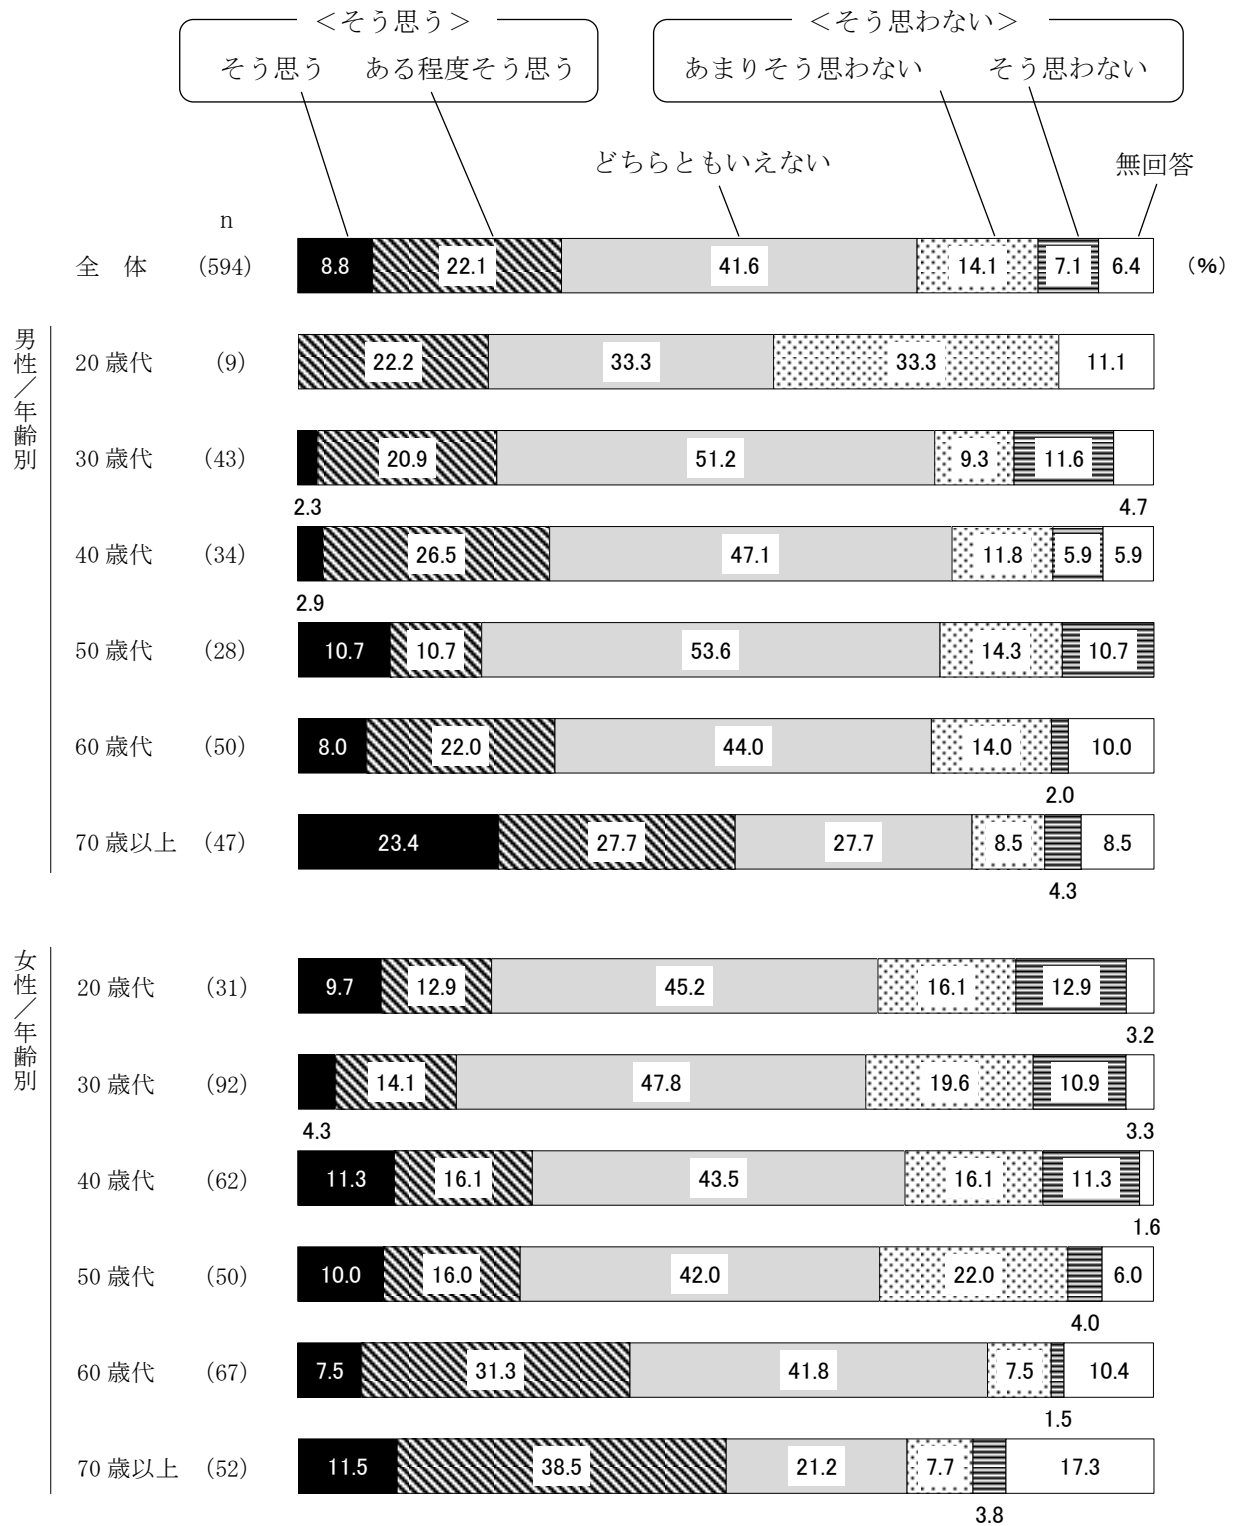 ＜そう思う＞ ＜そう思わない＞
そう思う ある程度そう思う あまりそう思わない そう思わない
どちらともいえない 無回答
n
全 体 (594) 8.8 22.1 41.6 14.1 7.1 6.4 (%)
男性／年齢別
20 歳代 (9) 22.2 33.3 33.3 11.1
30 歳代 (43) 20.9 51.2 9.3 11.6
2.3 4.7
40 歳代 (34) 26.5 47.1 11.8 5.9 5.9
2.9
50 歳代 (28) 10.7 10.7 53.6 14.3 10.7
60 歳代 (50) 8.0 22.0 44.0 14.0 10.0
2.0
70 歳以上 (47) 23.4 27.7 27.7 8.5 8.5
4.3
女性／年齢別
20 歳代 (31) 9.7 12.9 45.2 16.1 12.9
3.2
30 歳代 (92) 14.1 47.8 19.6 10.9
4.3 3.3
40 歳代 (62) 11.3 16.1 43.5 16.1 11.3
1.6
50 歳代 (50) 10.0 16.0 42.0 22.0 6.0
4.0
60 歳代 (67) 7.5 31.3 41.8 7.5 10.4
1.5
70 歳以上 (52) 11.5 38.5 21.2 7.7 17.3
3.8